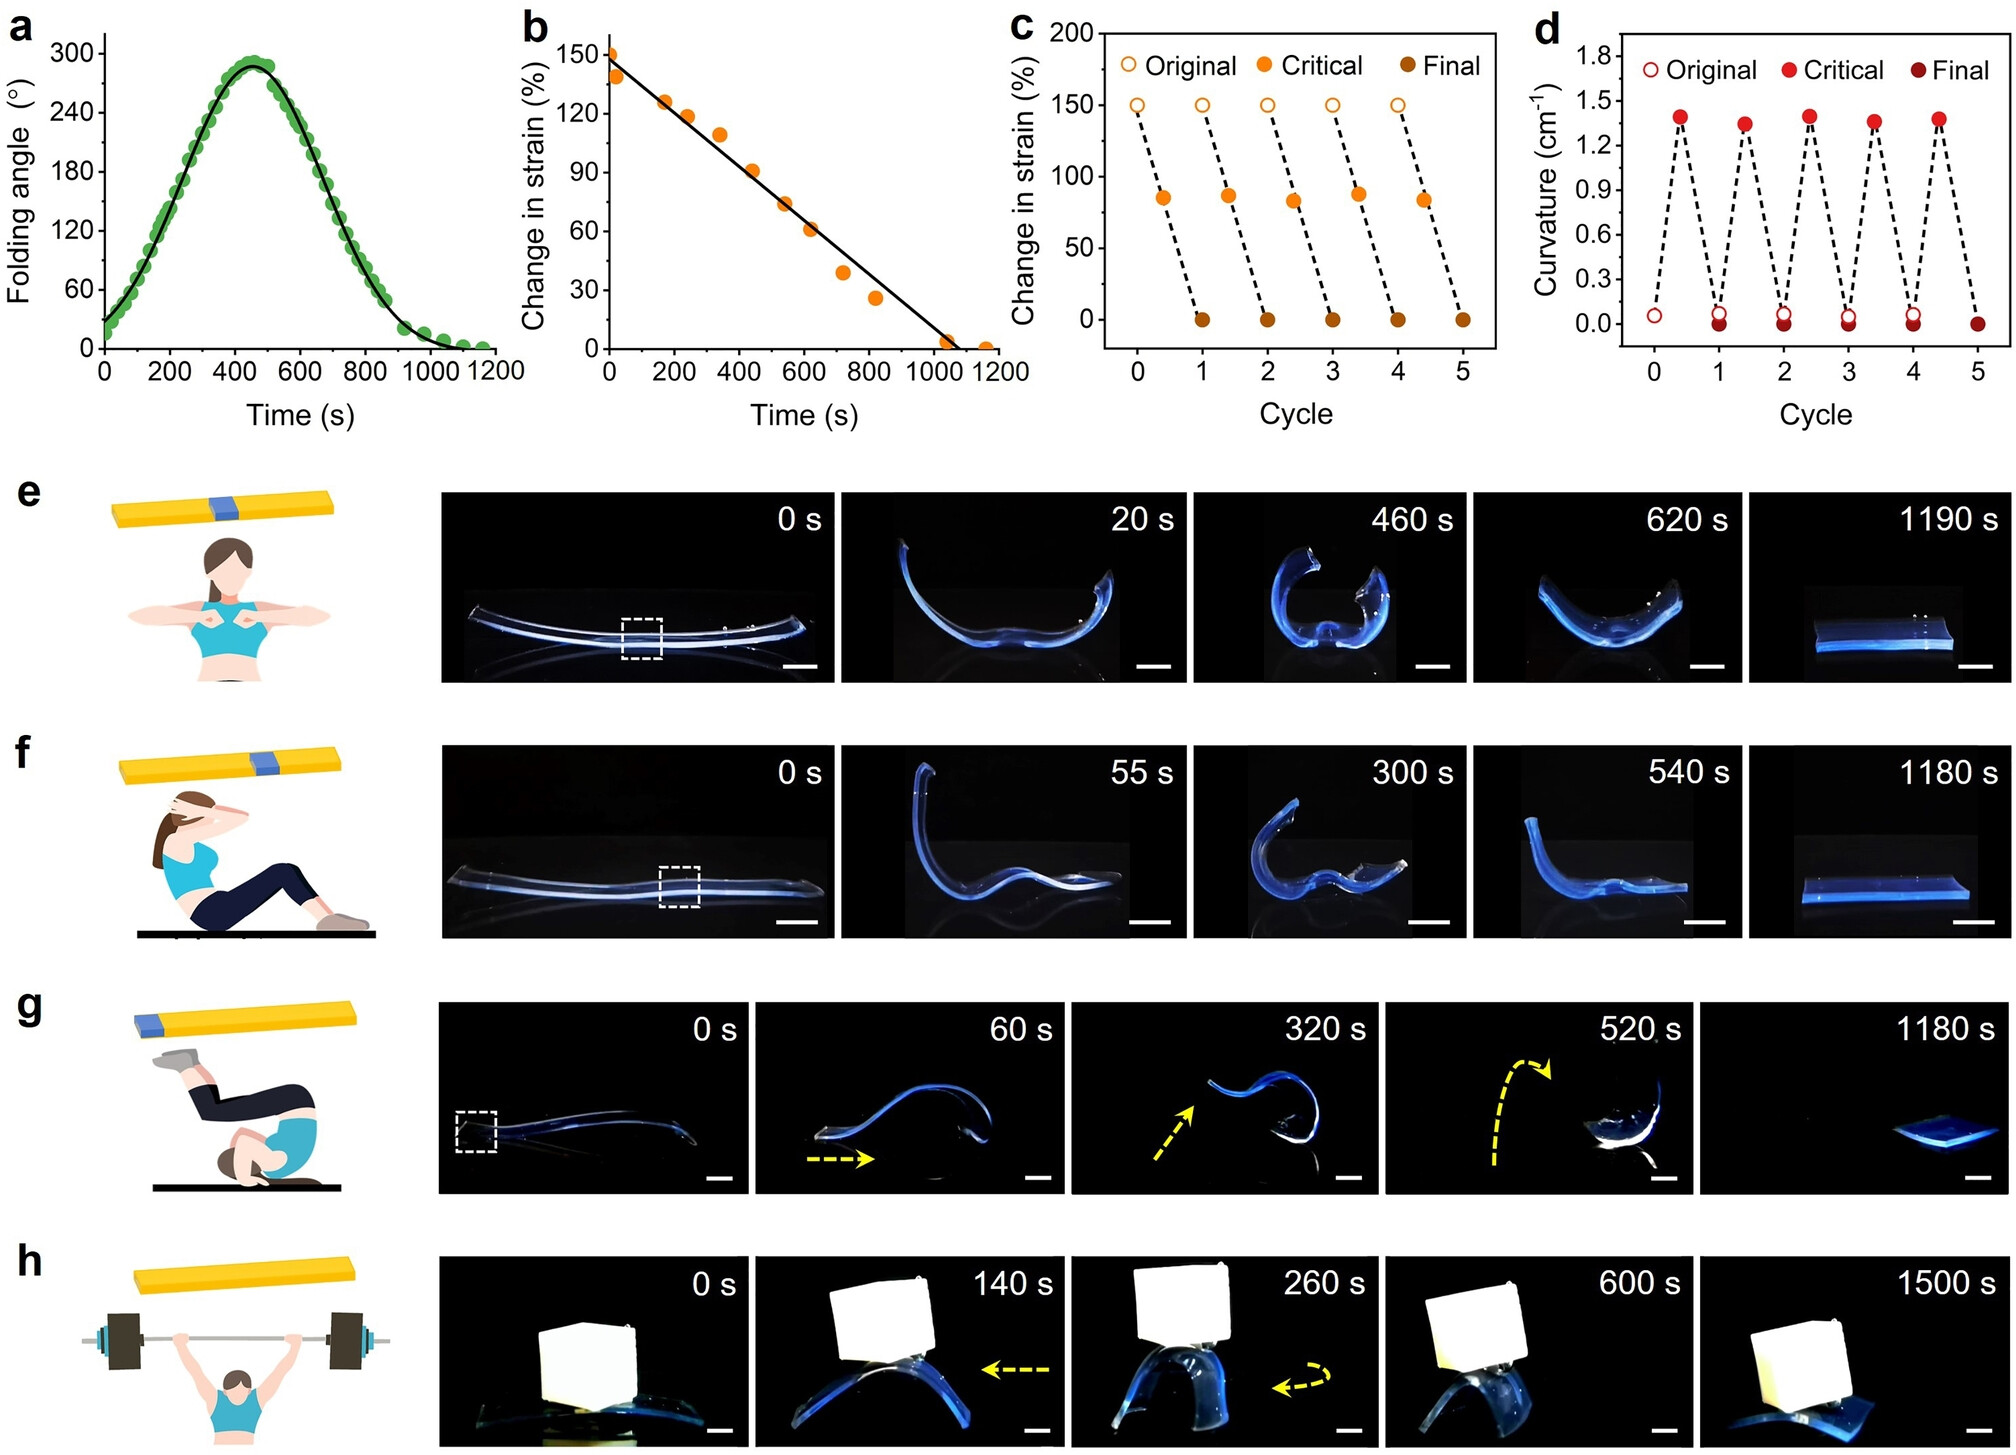 a
Folding angle (°)
300
240
180
120
60
0
0 200 400 600 800 1000 1200
Time (s)
b
Change in strain (%)
150
120
90
60
30
0
0 200 400 600 800 1000 1200
Time (s)
c
Change in strain (%)
200
150
100
50
0
Original Critical Final
0 1 2 3 4 5
Cycle
d
Curvature (cm-1)
1.8
1.5
1.2
0.9
0.6
0.3
0.0
Original Critical Final
0 1 2 3 4 5
Cycle
e
0 s 20 s 460 s 620 s 1190 s
f
0 s 55 s 300 s 540 s 1180 s
g
0 s 60 s 320 s 520 s 1180 s
h
0 s 140 s 260 s 600 s 1500 s